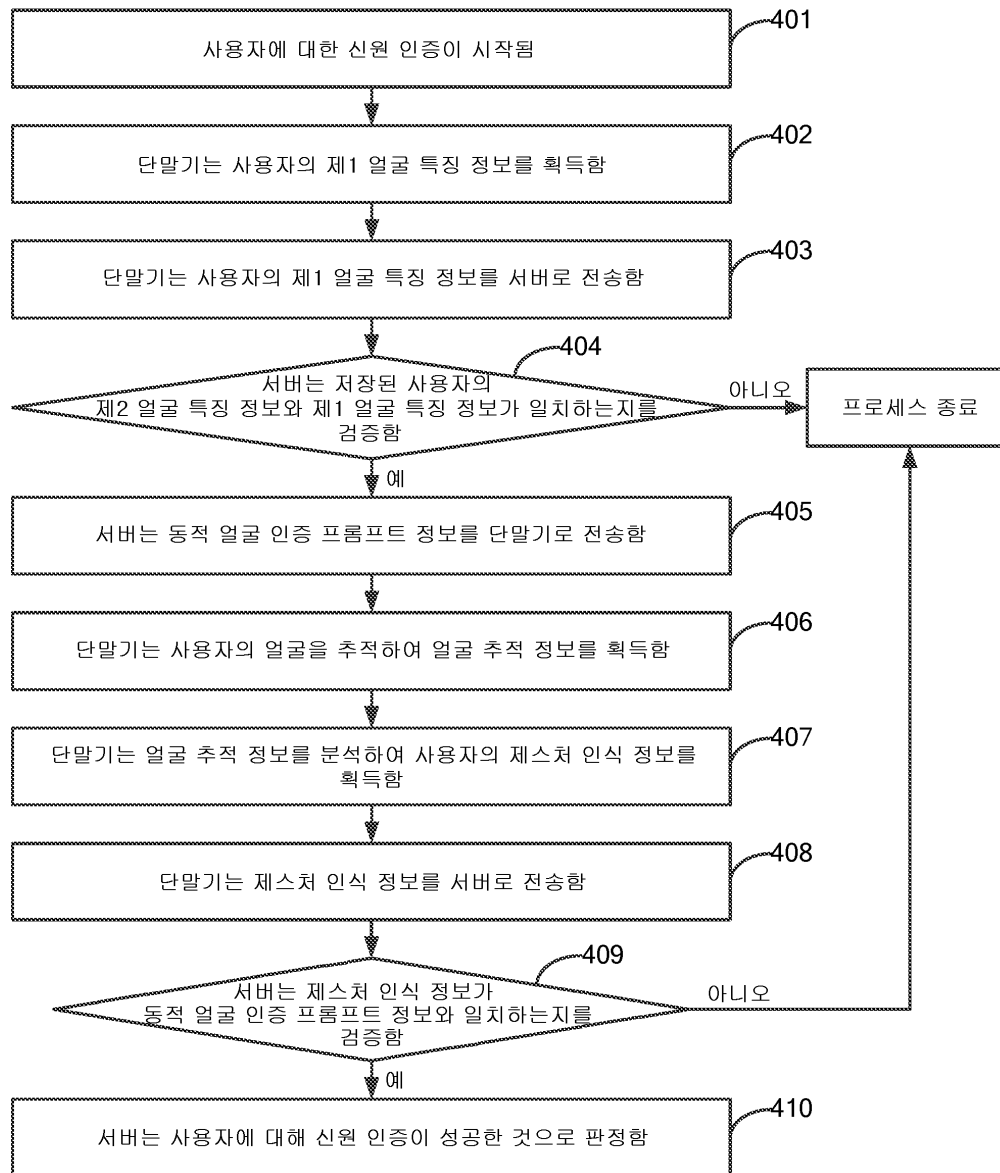 사용자에 대한 신원 인증이 시작됨
401
단말기는 사용자의 제1 얼굴 특징 정보를 획득함
402
단말기는 사용자의 제1 얼굴 특징 정보를 서버로 전송함
403
404
서버는 저장된 사용자의
제2 얼굴 특징 정보와 제1 얼굴 특징 정보가 일치하는지를
검증함
아니오
프로세스 종료
예
서버는 동적 얼굴 인증 프롬프트 정보를 단말기로 전송함
405
단말기는 사용자의 얼굴을 추적하여 얼굴 추적 정보를 획득함
406
단말기는 얼굴 추적 정보를 분석하여 사용자의 제스처 인식 정보를
획득함
407
단말기는 제스처 인식 정보를 서버로 전송함
408
409
서버는 제스처 인식 정보가
동적 얼굴 인증 프롬프트 정보와 일치하는지를
검증함
아니오
예
서버는 사용자에 대해 신원 인증이 성공한 것으로 판정함
410